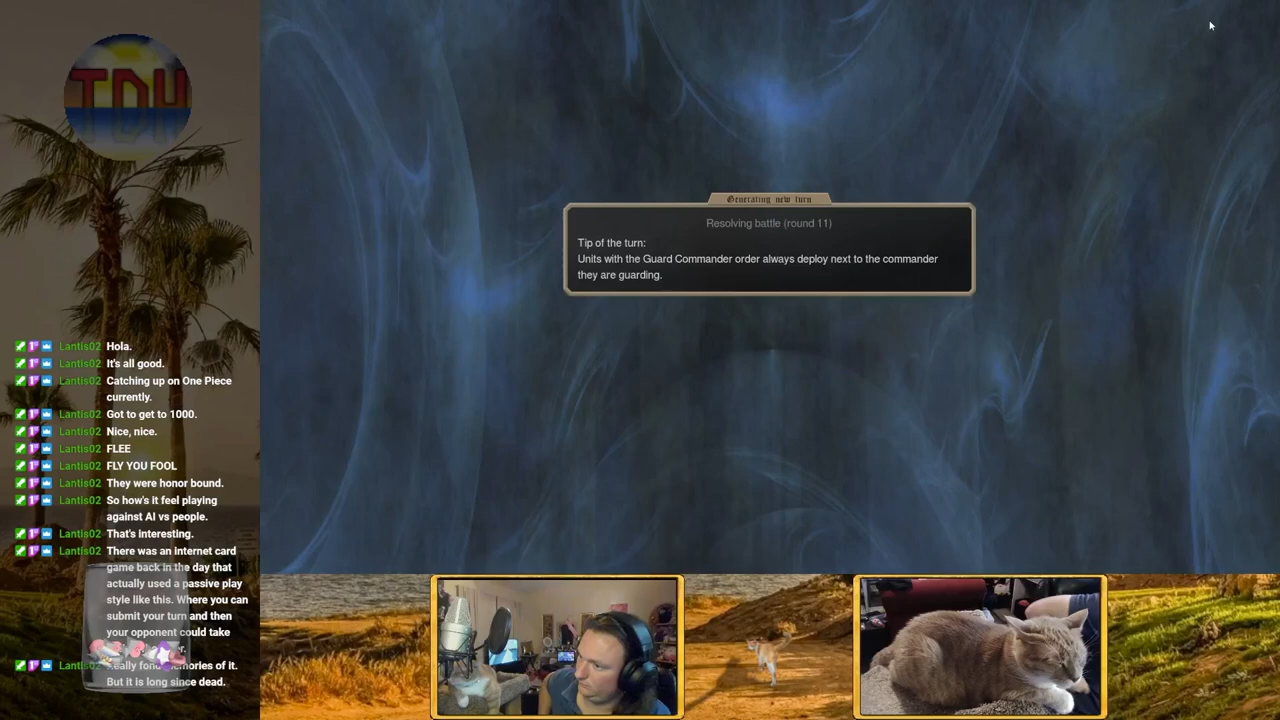 TDH
Generating new turn
Resolving battle (round 11)
Tip of the turn:
Units with the Guard Commander order always deploy next to the commander
they are guarding.
Lantis02 Hola.
Lantis02 It's all good.
Lantis02 Catching up on One Piece
currently.
Lantis02 Got to get to 1000.
Lantis02 Nice, nice.
Lantis02 FLEE
Lantis02 FLY YOU FOOL
Lantis02 They were honor bound.
Lantis02 So how's it feel playing
against AI vs people.
Lantis02 That's interesting.
Lantis02 There was an internet card
game back in the day that
actually used a passive play
style like this. Where you can
submit your turn and then
your opponent could take
Really fond memories of it.
But it is long since dead.